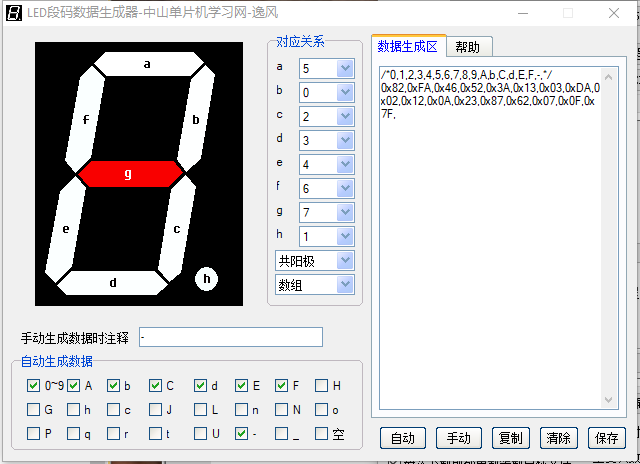 LED段码数据生成器-中山单片机学习网-逸风
a
b
c
d
e
f
g
h
对应关系
a 5
b 0
c 2
d 3
e 4
f 6
g 7
h 1
共阳极
数组
数据生成区 帮助
/*0,1,2,3,4,5,6,7,8,9,A,b,C,d,E,F,-,*/
0x82,0xFA,0x46,0x52,0x3A,0x13,0x03,0xDA,0
x02,0x12,0x0A,0x23,0x87,0x62,0x07,0x0F,0x
7F,
手动生成数据时注释 -
自动生成数据
0~9 A b C d E F H
G h c J L n N o
P q r t U - _ 空
自动 手动 复制 清除 保存